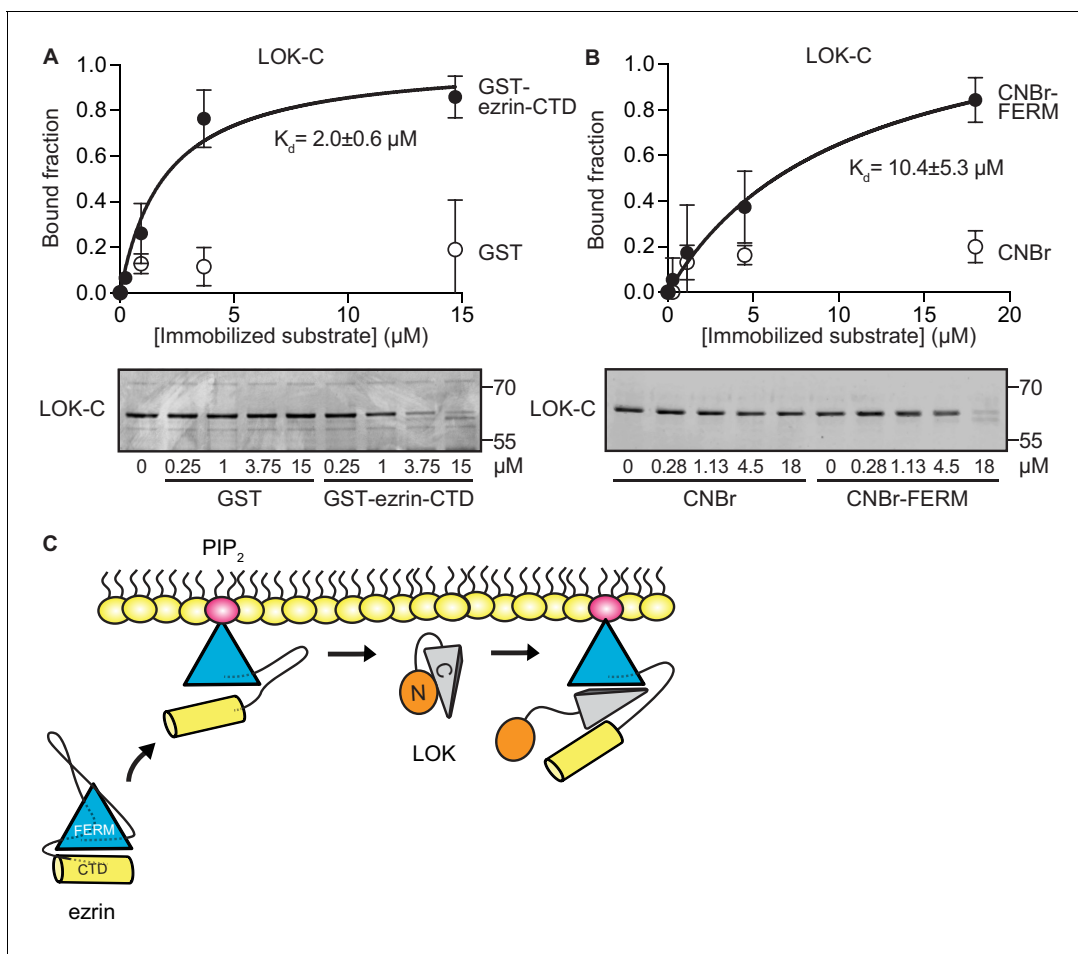 A
LOK-C
1.0
0.8
0.6
0.4
0.2
0.0
Bound fraction
0 5 10 15
[Immobilized substrate] (µM)
GST-
ezrin-CTD
Kd= 2.0±0.6 µM
GST
LOK-C
70
55
0 0.25 1 3.75 15 0.25 1 3.75 15 µM
GST GST-ezrin-CTD
B
LOK-C
1.0
0.8
0.6
0.4
0.2
0.0
Bound fraction
0 5 10 15 20
[Immobilized substrate] (µM)
CNBr-
FERM
Kd= 10.4±5.3 µM
CNBr
LOK-C
70
55
0 0.28 1.13 4.5 18 0 0.28 1.13 4.5 18 µM
CNBr CNBr-FERM
C
PIP2
N C
LOK
FERM
CTD
ezrin